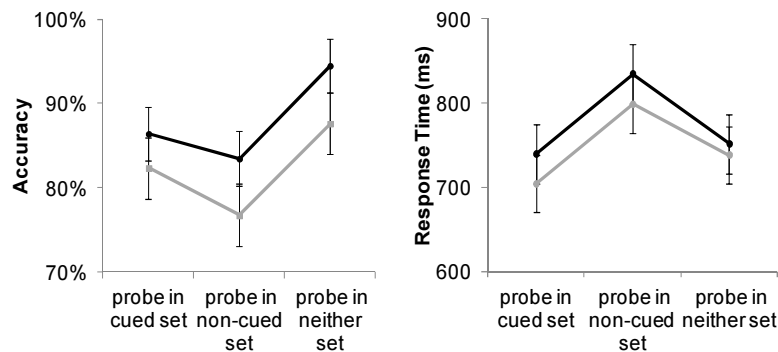 Accuracy
100%
90%
80%
70%
probe in cued set
probe in non-cued set
probe in neither set
Response Time (ms)
900
800
700
600
probe in cued set
probe in non-cued set
probe in neither set